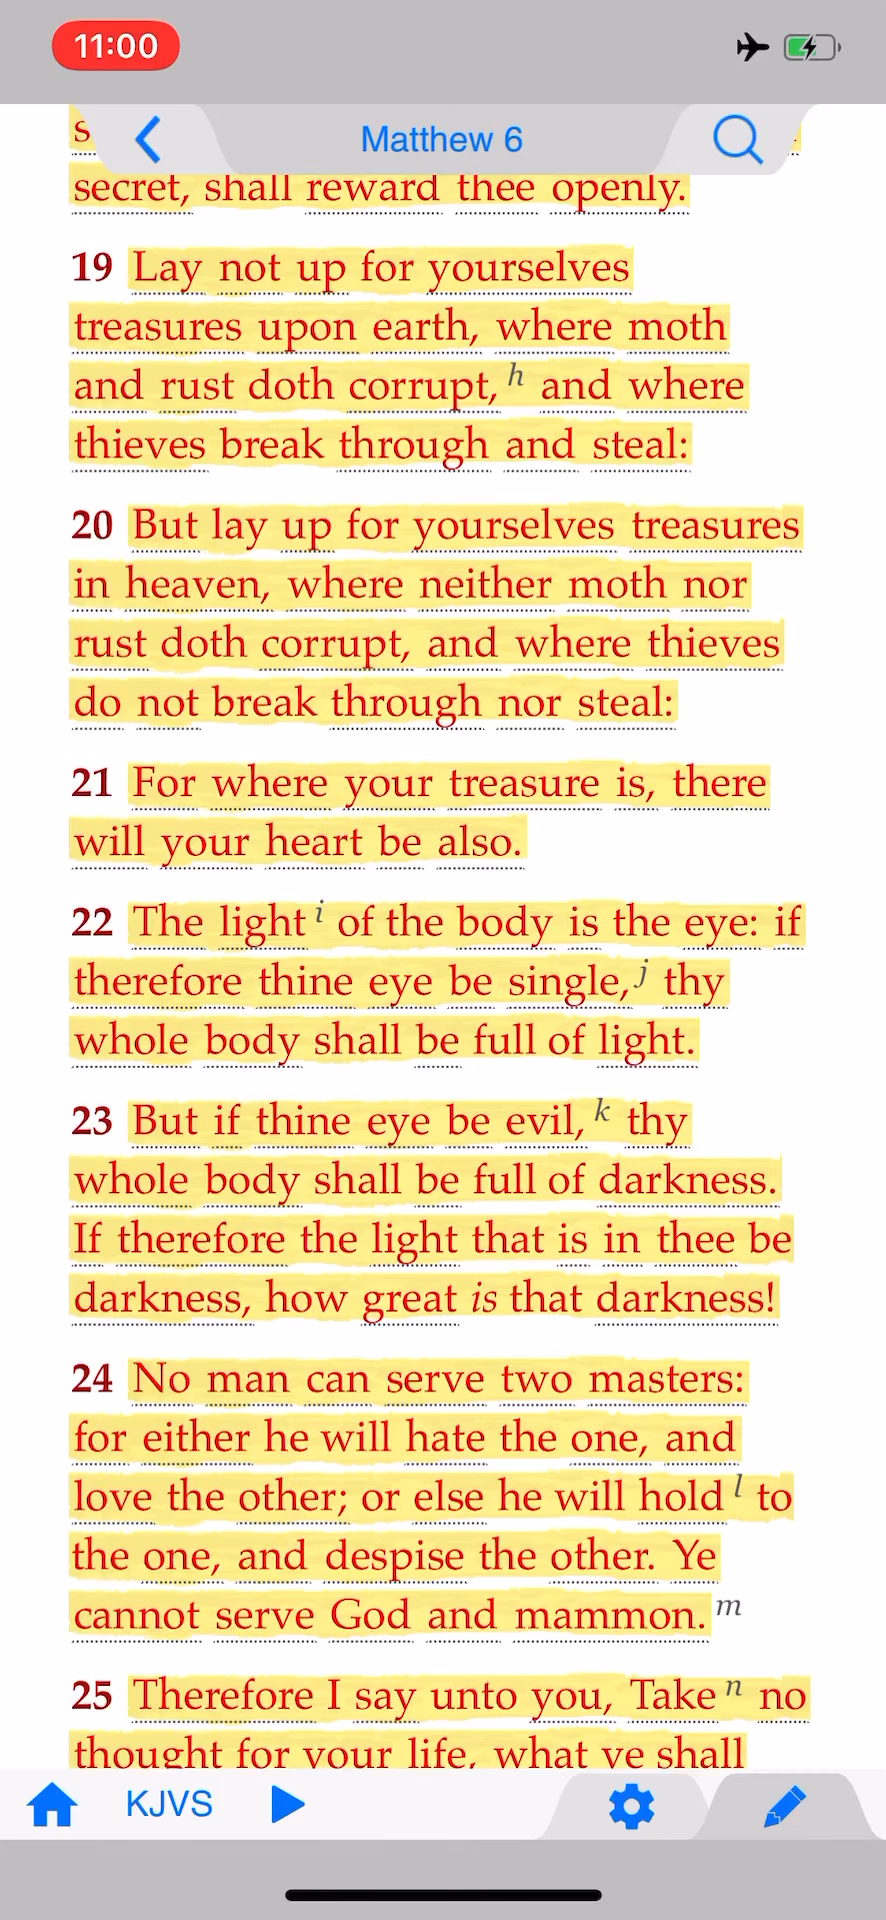 11:00
s
Matthew 6
secret, shall reward thee openly.
19 Lay not up for yourselves
treasures upon earth, where moth
and rust doth corrupt, h and where
thieves break through and steal:
20 But lay up for yourselves treasures
in heaven, where neither moth nor
rust doth corrupt, and where thieves
do not break through nor steal:
21 For where your treasure is, there
will your heart be also.
22 The light i of the body is the eye: if
therefore thine eye be single, j thy
whole body shall be full of light.
23 But if thine eye be evil, k thy
whole body shall be full of darkness.
If therefore the light that is in thee be
darkness, how great is that darkness!
24 No man can serve two masters:
for either he will hate the one, and
love the other; or else he will hold l to
the one, and despise the other. Ye
cannot serve God and mammon. m
25 Therefore I say unto you, Take n no
thought for your life, what ye shall
KJVS